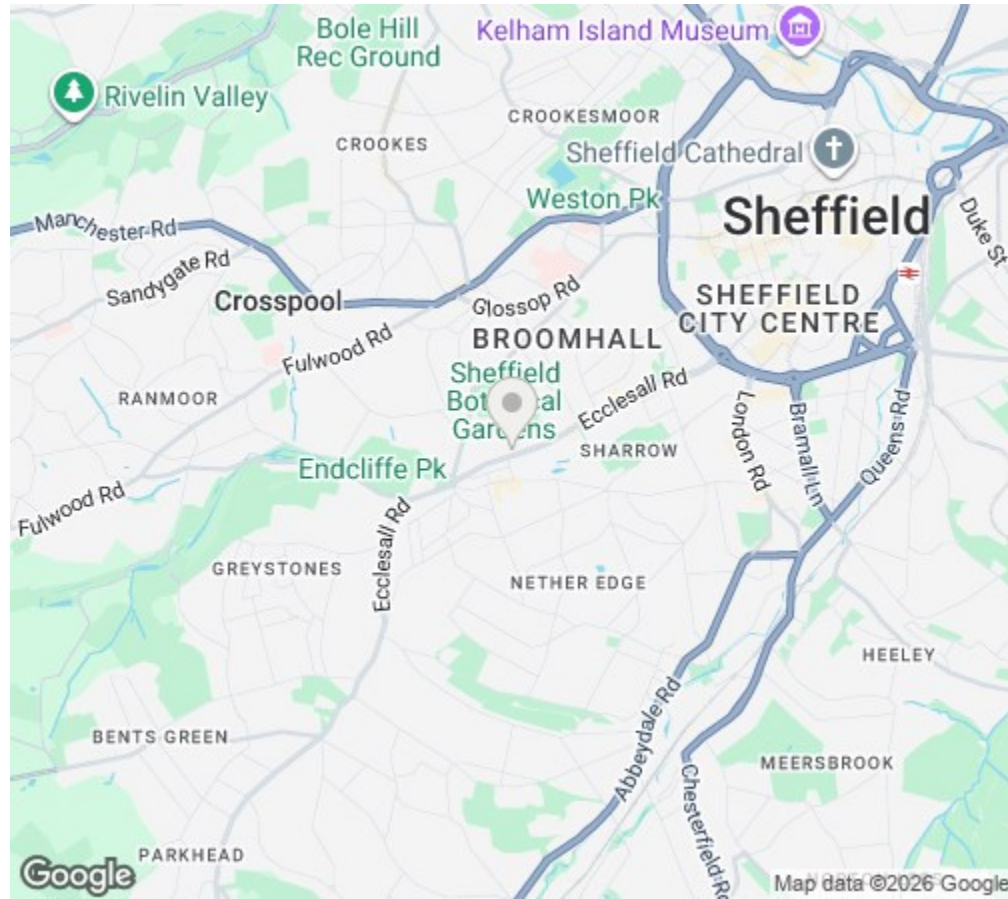 Bole Hill
Rec Ground
Kelham Island Museum
Rivelin Valley
CROOKESMOOR
CROOKES
Sheffield Cathedral
Weston Pk
Manchester Rd
Sheffield
Duke St
Sandygate Rd
Crosspool
Glossop Rd
SHEFFIELD
CITY CENTRE
BROOMHALL
Fulwood Rd
Sheffield
Gardens
Ecclesall Rd
RANMOOR
London Rd
Bramall Ln
Queens Rd
SHARROW
Endcliffe Pk
Fulwood Rd
Ecclesall Rd
GREYSTONES
NETHER EDGE
HEELEY
Abbeydale Rd
BENTS GREEN
MEERSBROOK
Chesterfield Rd
PARKHEAD
Google
Map data ©2026 Google